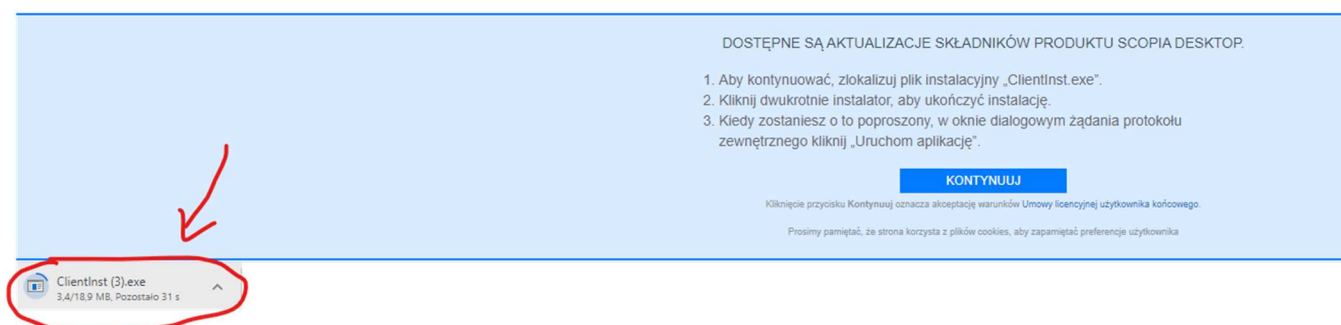 DOSTĘPNE SĄ AKTUALIZACJE SKŁADNIKÓW PRODUKTU SCOPIA DESKTOP.
1. Aby kontynuować, zlokalizuj plik instalacyjny „ClientInst.exe”.
2. Kliknij dwukrotnie instalator, aby ukończyć instalację.
3. Kiedy zostaniesz o to poproszony, w oknie dialogowym żądania protokołu
zewnętrznego kliknij „Uruchom aplikację”.
KONTYNUUJ
Kliknięcie przycisku Kontynuuj oznacza akceptację warunków Umowy licencyjnej użytkownika końcowego.
Prosimy pamiętać, że strona korzysta z plików cookies, aby zapamiętać preferencje użytkownika
ClientInst (3).exe
3,4/18,9 MB, Pozostało 31 s